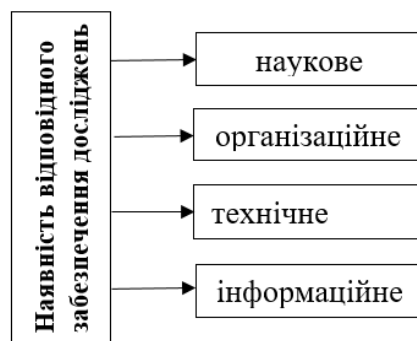 Наявність відповідного
забезпечення досліджень
наукове
організаційне
технічне
інформаційне